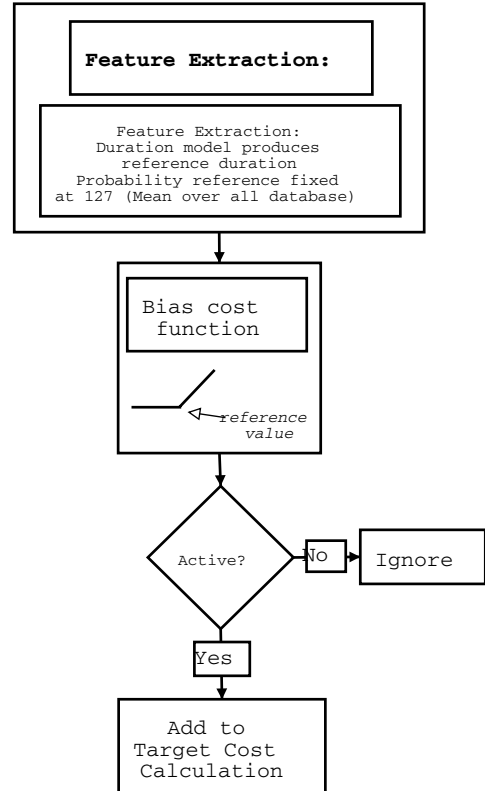 Feature Extraction:
Feature Extraction:
Duration model produces
reference duration
Probability reference fixed
at 127 (Mean over all database)
Bias cost
function
reference
value
Active?
No
Ignore
Yes
Add to
Target Cost
Calculation